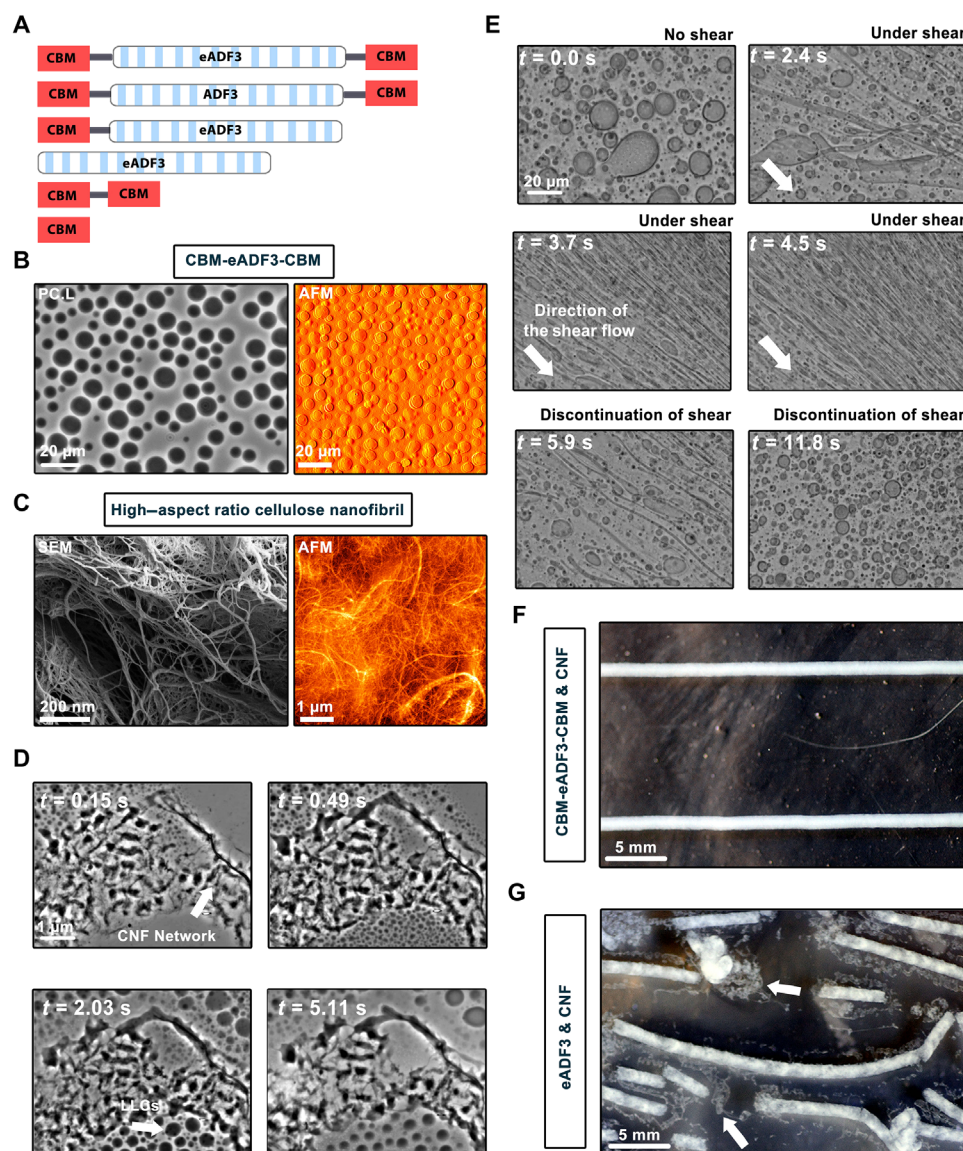 A
CBM eADF3 CBM
CBM ADF3 CBM
CBM eADF3
eADF3
CBM CBM
CBM
B
CBM-eADF3-CBM
PC.L
20 µm
AFM
20 µm
C
High–aspect ratio cellulose nanofibril
SEM
200 nm
AFM
1 µm
D
t = 0.15 s
CNF Network
1 µm
t = 0.49 s
t = 2.03 s
LLCs
t = 5.11 s
E
No shear
t = 0.0 s
20 µm
Under shear
t = 2.4 s
Under shear
t = 3.7 s
Direction of
the shear flow
Under shear
t = 4.5 s
Discontinuation of shear
t = 5.9 s
Discontinuation of shear
t = 11.8 s
F
CBM-eADF3-CBM & CNF
5 mm
G
eADF3 & CNF
5 mm